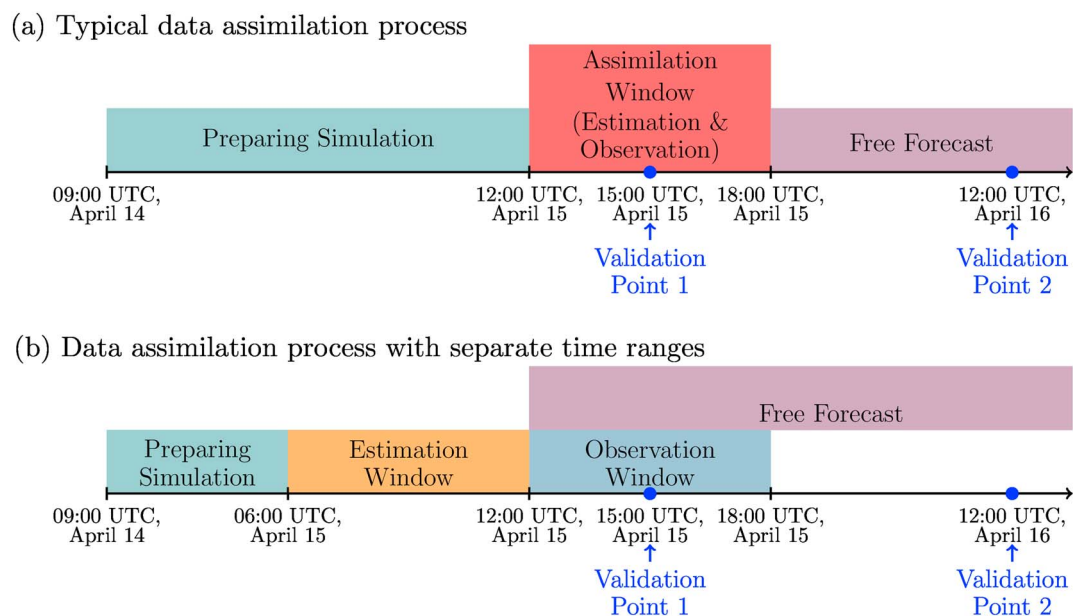 (a) Typical data assimilation process
Assimilation
Window
(Estimation &
Observation)
Preparing Simulation
Free Forecast
09:00 UTC,
April 14
12:00 UTC,
April 15
15:00 UTC,
April 15
18:00 UTC,
April 15
12:00 UTC,
April 16
Validation
Point 1
Validation
Point 2
(b) Data assimilation process with separate time ranges
Free Forecast
Preparing
Simulation
Estimation
Window
Observation
Window
09:00 UTC,
April 14
06:00 UTC,
April 15
12:00 UTC,
April 15
15:00 UTC,
April 15
18:00 UTC,
April 15
12:00 UTC,
April 16
Validation
Point 1
Validation
Point 2